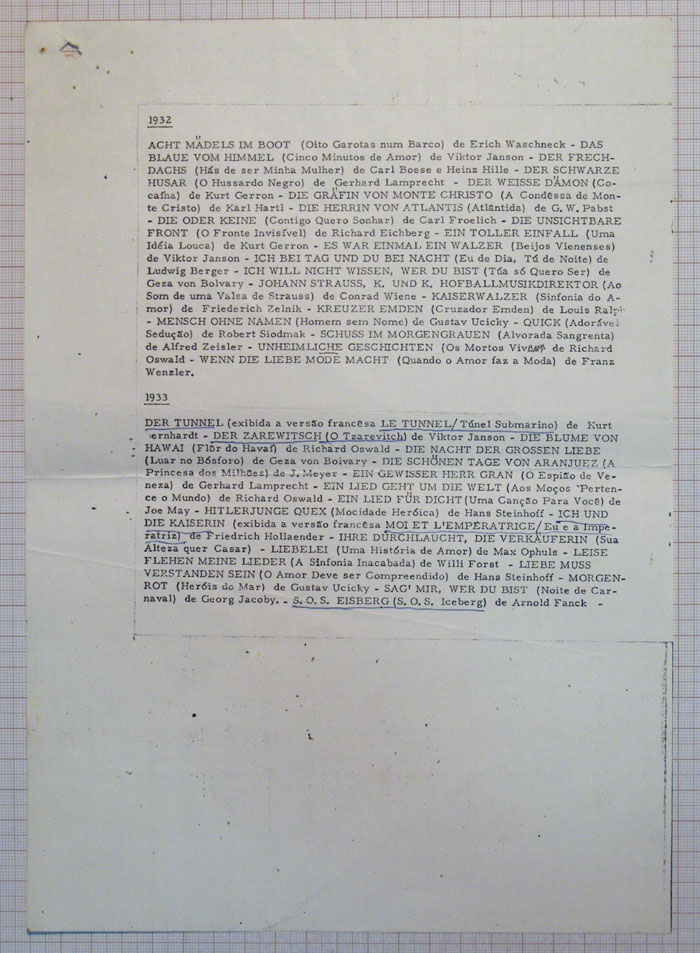 1932
ACHT MÄDELS IM BOOT (Oito Garotas num Barco) de Erich Waschneck - DAS
BLAUE VOM HIMMEL (Cinco Minutos de Amor) de Viktor Janson - DER FRECH-
DACHS (Hás de ser Minha Mulher) de Carl Boese e Heinz Hille - DER SCHWARZE
HUSAR (O Hussardo Negro) de Gerhard Lamprecht - DER WEISSE DÄMON (Co-
caína) de Kurt Gerron - DIE GRÄFIN VON MONTE CHRISTO (A Condêssa de Mon-
te Cristo) de Karl Hartl - DIE HERRIN VON ATLANTIS (Atlântida) de G. W. Pabst
- DIE ODER KEINE (Contigo Quero Sonhar) de Carl Froelich - DIE UNSICHTBARE
FRONT (O Fronte Invisível) de Richard Eichberg - EIN TOLLER EINFALL (Uma
Idéia Louca) de Kurt Gerron - ES WAR EINMAL EIN WALZER (Beijos Vienenses)
de Viktor Janson - ICH BEI TAG UND DU BEI NACHT (Eu de Dia, Tú de Noite) de
Ludwig Berger - ICH WILL NICHT WISSEN, WER DU BIST (Túa só Quero Ser) de
Geza von Bolvary - JOHANN STRAUSS, K. UND K. HOFBALLMUSIKDIREKTOR (Ao
Som de uma Valsa de Strauss) de Conrad Wiene - KAISERWALZER (Sinfonia do A-
mor) de Friederich Zelnik - KREUZER EMDEN (Cruzador Emden) de Louis Ralph
- MENSCH OHNE NAMEN (Homem sem Nome) de Gustav Ucicky - QUICK (Adorável
Sedução) de Robert Siodmak - SCHUSS IM MORGENGRAUEN (Alvorada Sangrenta)
de Alfred Zeisler - UNHEIMLICHE GESCHICHTEN (Os Mortos Vivem) de Richard
Oswald - WENN DIE LIEBE MODE MACHT (Quando o Amor faz a Moda) de Franz
Wenzler.
1933
DER TUNNEL (exibida a versão francêsa LE TUNNEL/Túnel Submarino) de Kurt
ernhardt - DER ZAREWITSCH (O Tzarevitch) de Viktor Janson - DIE BLUME VON
HAWAI (Flôr do Havaí) de Richard Oswald - DIE NACHT DER GROSSEN LIEBE
(Luar no Bósforo) de Geza von Bolvary - DIE SCHÖNEN TAGE VON ARANJUEZ (A
Princesa dos Milhões) de J. Meyer - EIN GEWISSER HERR GRAN (O Espião de Ve-
neza) de Gerhard Lamprecht - EIN LIED GEHT UM DIE WELT (Aos Moços Perten-
ce o Mundo) de Richard Oswald - EIN LIED FÜR DICHT (Uma Canção Para Você) de
Joe May - HITLERJUNGE QUEX (Mocidade Heróica) de Hans Steinhoff - ICH UND
DIE KAISERIN (exibida a versão francêsa MOI ET L'EMPÉRATRICE/Eu e a Impe-
ratriz) de Friedrich Hollaender - IHRE DURCHLAUCHT, DIE VERKÄUFERIN (Sua
Alteza quer Casar) - LIEBELEI (Uma História de Amor) de Max Ophuls - LEISE
FLEHEN MEINE LIEDER (A Sinfonia Inacabada) de Willi Forst - LIEBE MUSS
VERSTANDEN SEIN (O Amor Deve ser Compreendido) de Hans Steinhoff - MORGEN-
ROT (Heróis do Mar) de Gustav Ucicky - SAG' MIR, WER DU BIST (Noite de Car-
naval) de Georg Jacoby. - S. O. S. EISBERG (S. O. S. Iceberg) de Arnold Fanck -